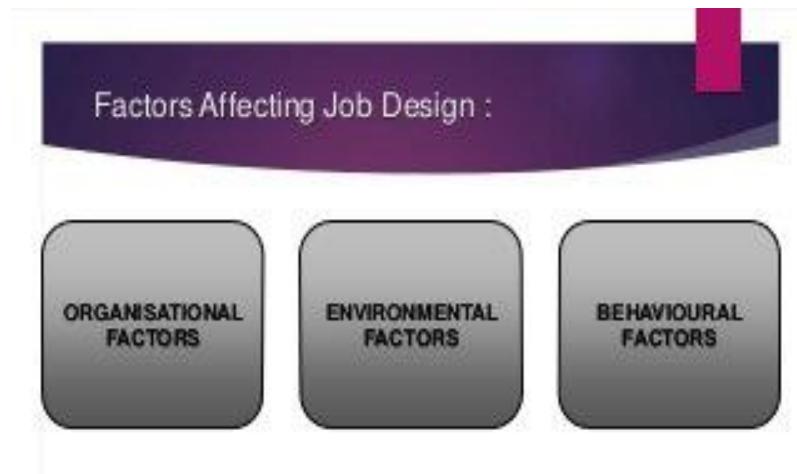 Factors Affecting Job Design :
ORGANISATIONAL
FACTORS
ENVIRONMENTAL
FACTORS
BEHAVIOURAL
FACTORS